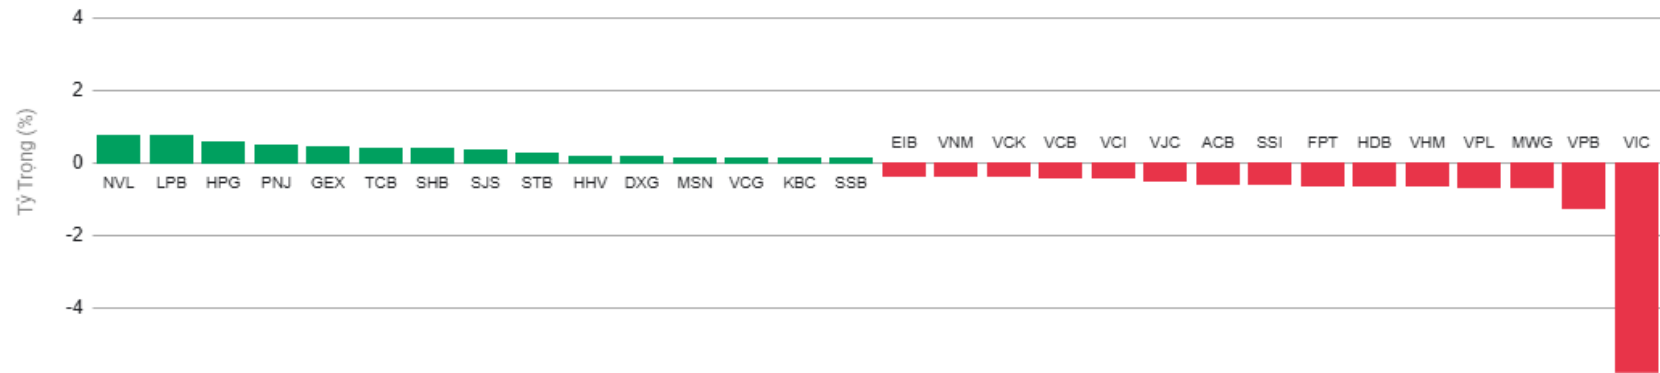 Tỷ Trọng (%)
4
2
0
-2
-4
EIB VNM VCK VCB VCI VJC ACB SSI FPT HDB VHM VPL MWG VPB VIC
NVL LPB HPG PNJ GEX TCB SHB SJS STB HHV DXG MSN VCG KBC SSB